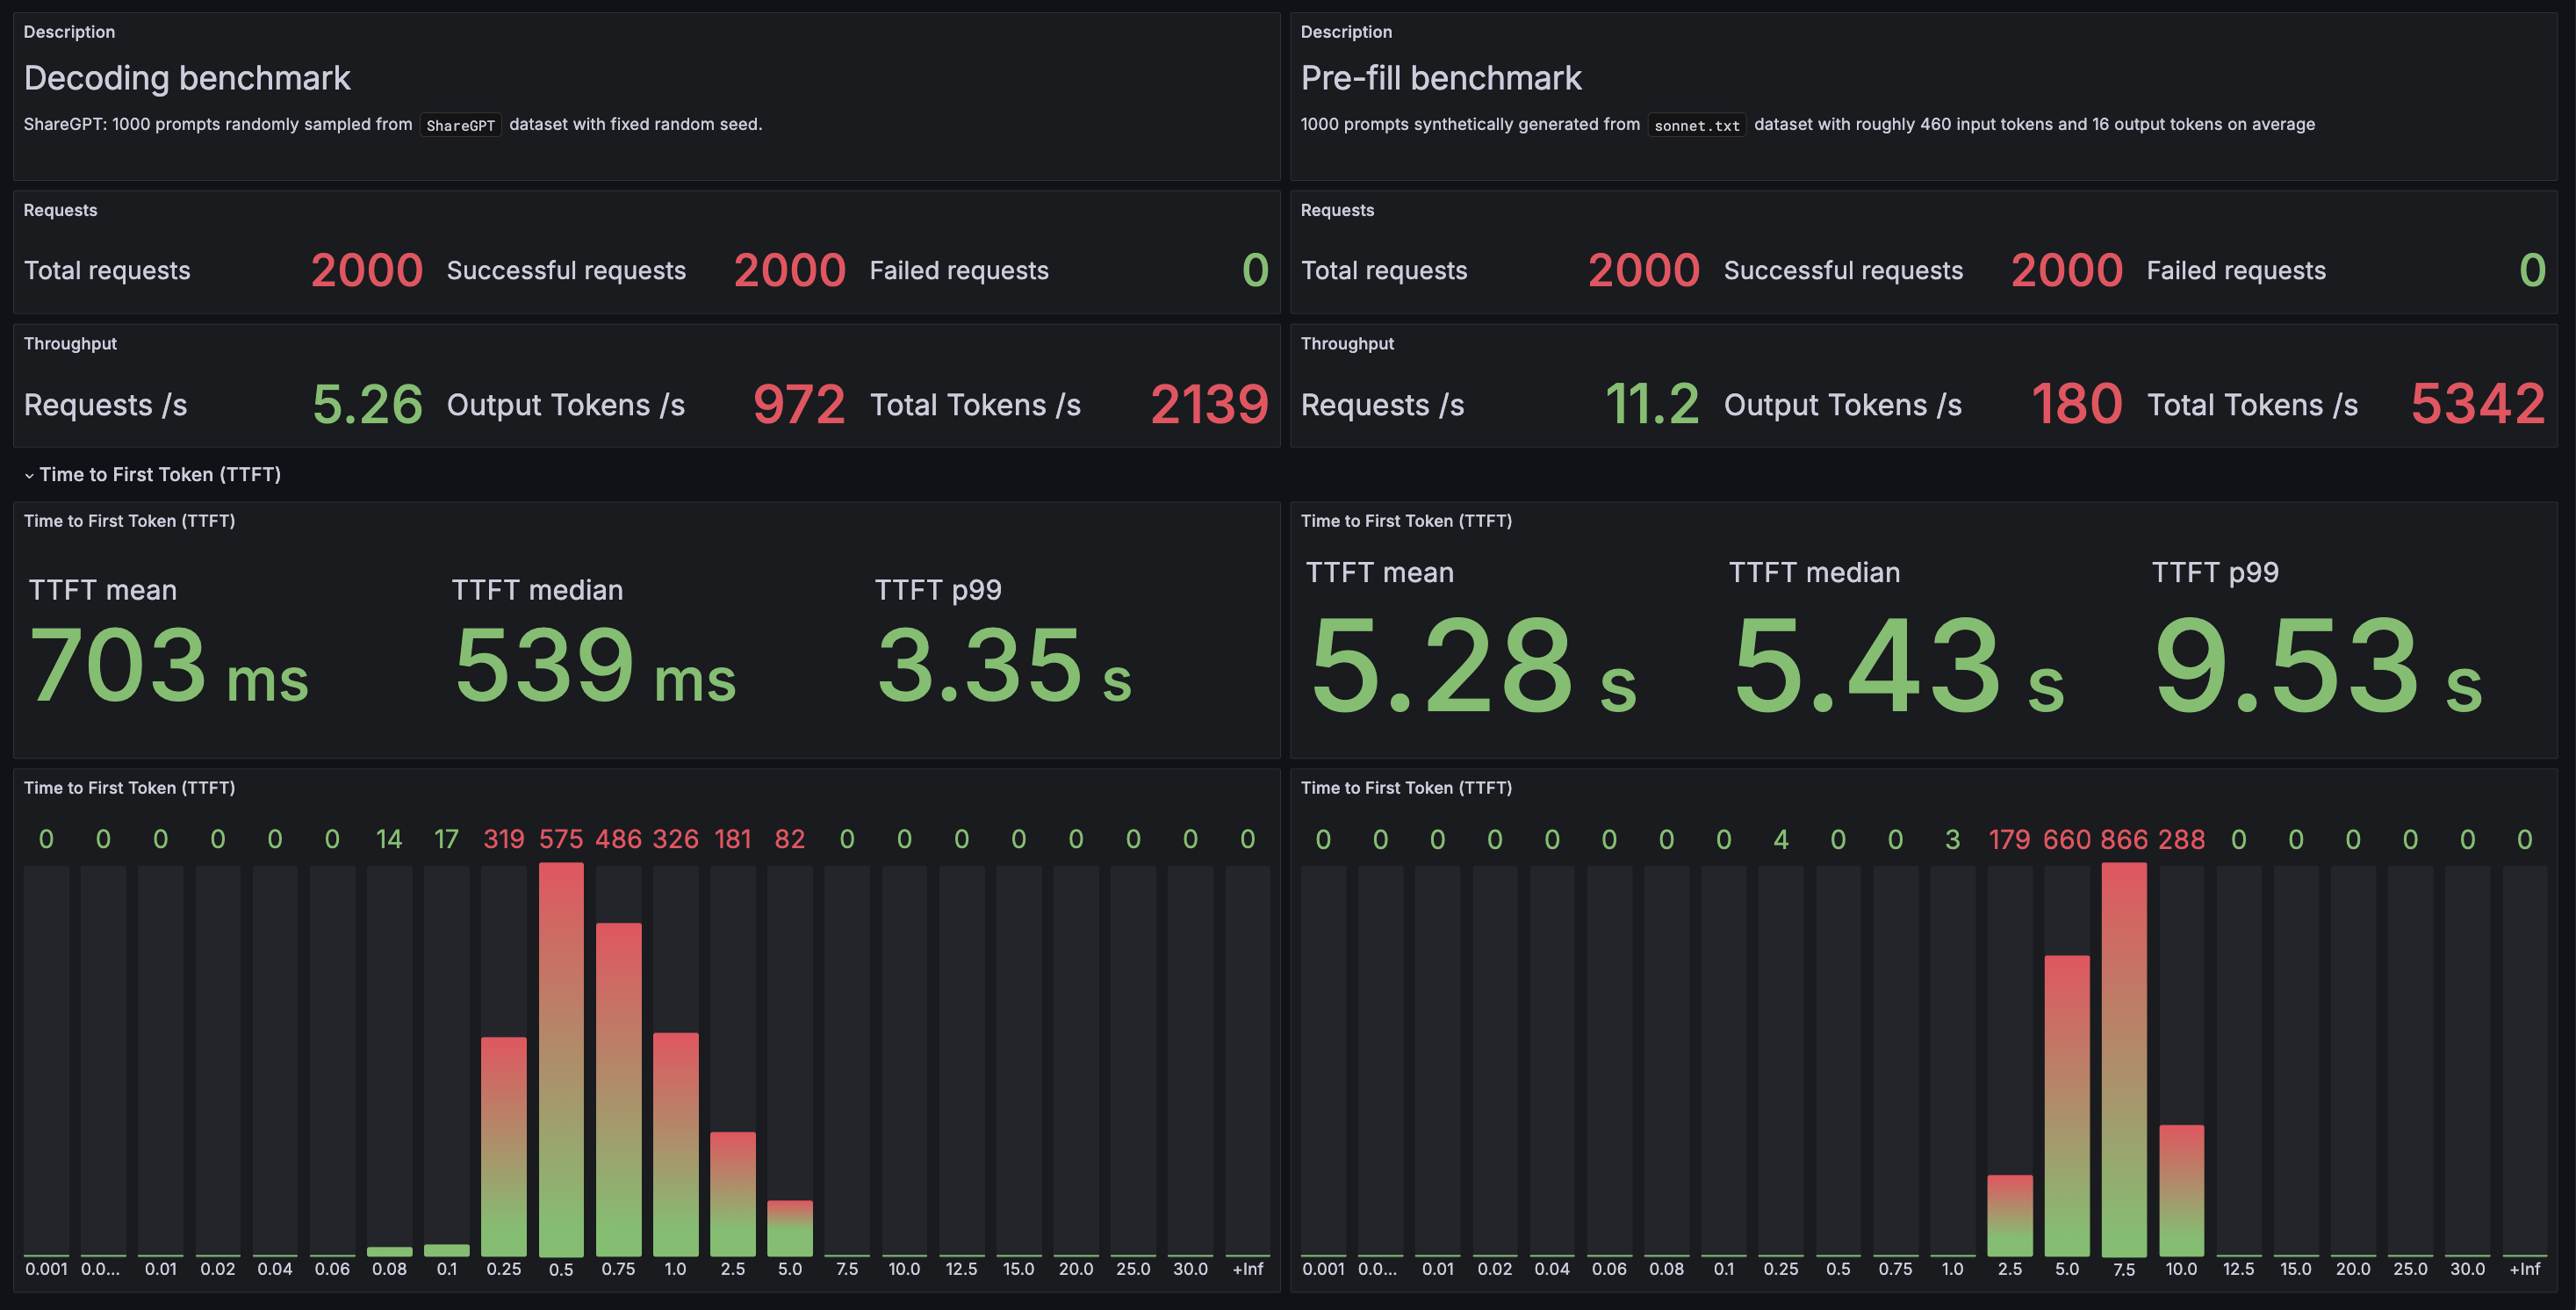 Description
Decoding benchmark
ShareGPT: 1000 prompts randomly sampled from ShareGPT dataset with fixed random seed.
Description
Pre-fill benchmark
1000 prompts synthetically generated from sonnet.txt dataset with roughly 460 input tokens and 16 output tokens on average
Requests
Total requests 2000 Successful requests 2000 Failed requests 0
Requests
Total requests 2000 Successful requests 2000 Failed requests 0
Throughput
Requests /s 5.26 Output Tokens /s 972 Total Tokens /s 2139
Throughput
Requests /s 11.2 Output Tokens /s 180 Total Tokens /s 5342
Time to First Token (TTFT)
Time to First Token (TTFT)
TTFT mean TTFT median TTFT p99
703 ms 539 ms 3.35 s
Time to First Token (TTFT)
TTFT mean TTFT median TTFT p99
5.28 s 5.43 s 9.53 s
Time to First Token (TTFT)
0 0 0 0 0 0 14 17 319 575 486 326 181 82 0 0 0 0 0 0 0 0
0.001 0.0... 0.01 0.02 0.04 0.06 0.08 0.1 0.25 0.5 0.75 1.0 2.5 5.0 7.5 10.0 12.5 15.0 20.0 25.0 30.0 +Inf
Time to First Token (TTFT)
0 0 0 0 0 0 0 0 4 0 0 3 179 660 866 288 0 0 0 0 0 0
0.001 0.0... 0.01 0.02 0.04 0.06 0.08 0.1 0.25 0.5 0.75 1.0 2.5 5.0 7.5 10.0 12.5 15.0 20.0 25.0 30.0 +Inf